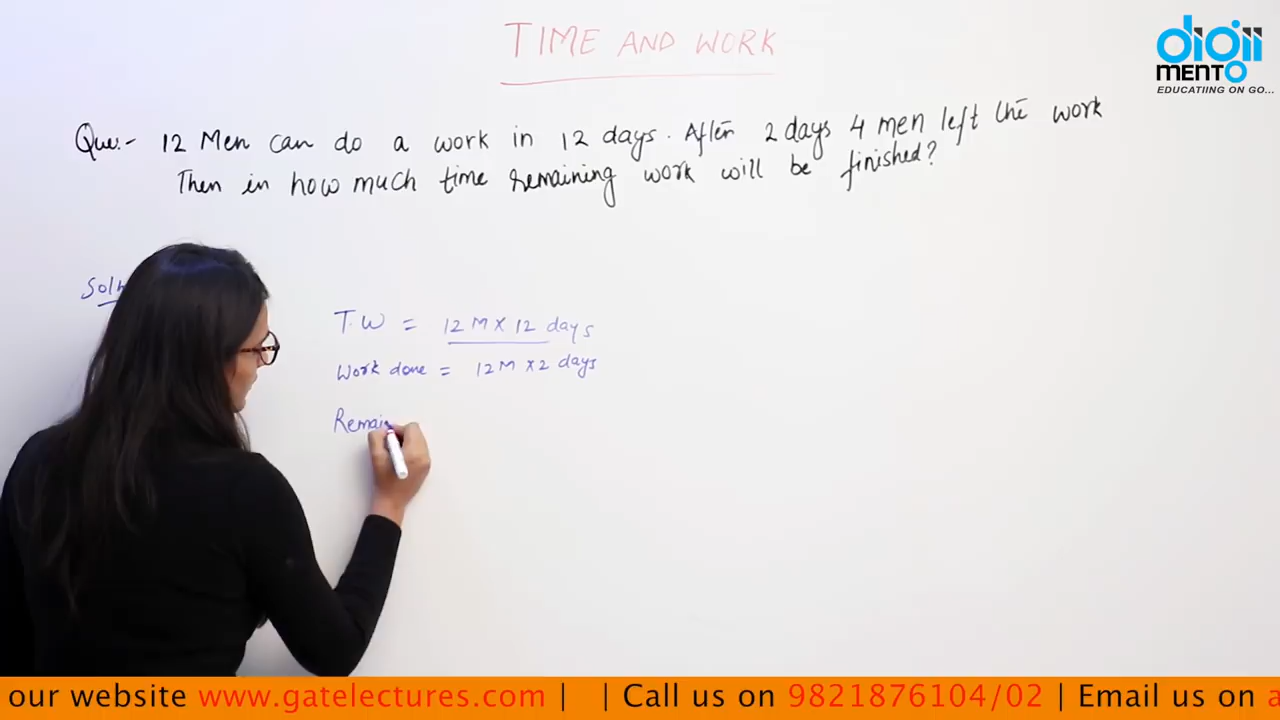 TIME AND WORK
digii
MENTO
EDUCATIING ON GO...
Que:- 12 Men can do a work in 12 days. After 2 days 4 men left the work
Then in how much time remaining work will be finished?
Soln
T.W = 12 M X 12 days
Work done = 12M x 2 days
Remain
our website www.gatelectures.com | | Call us on 9821876104/02 | Email us on a